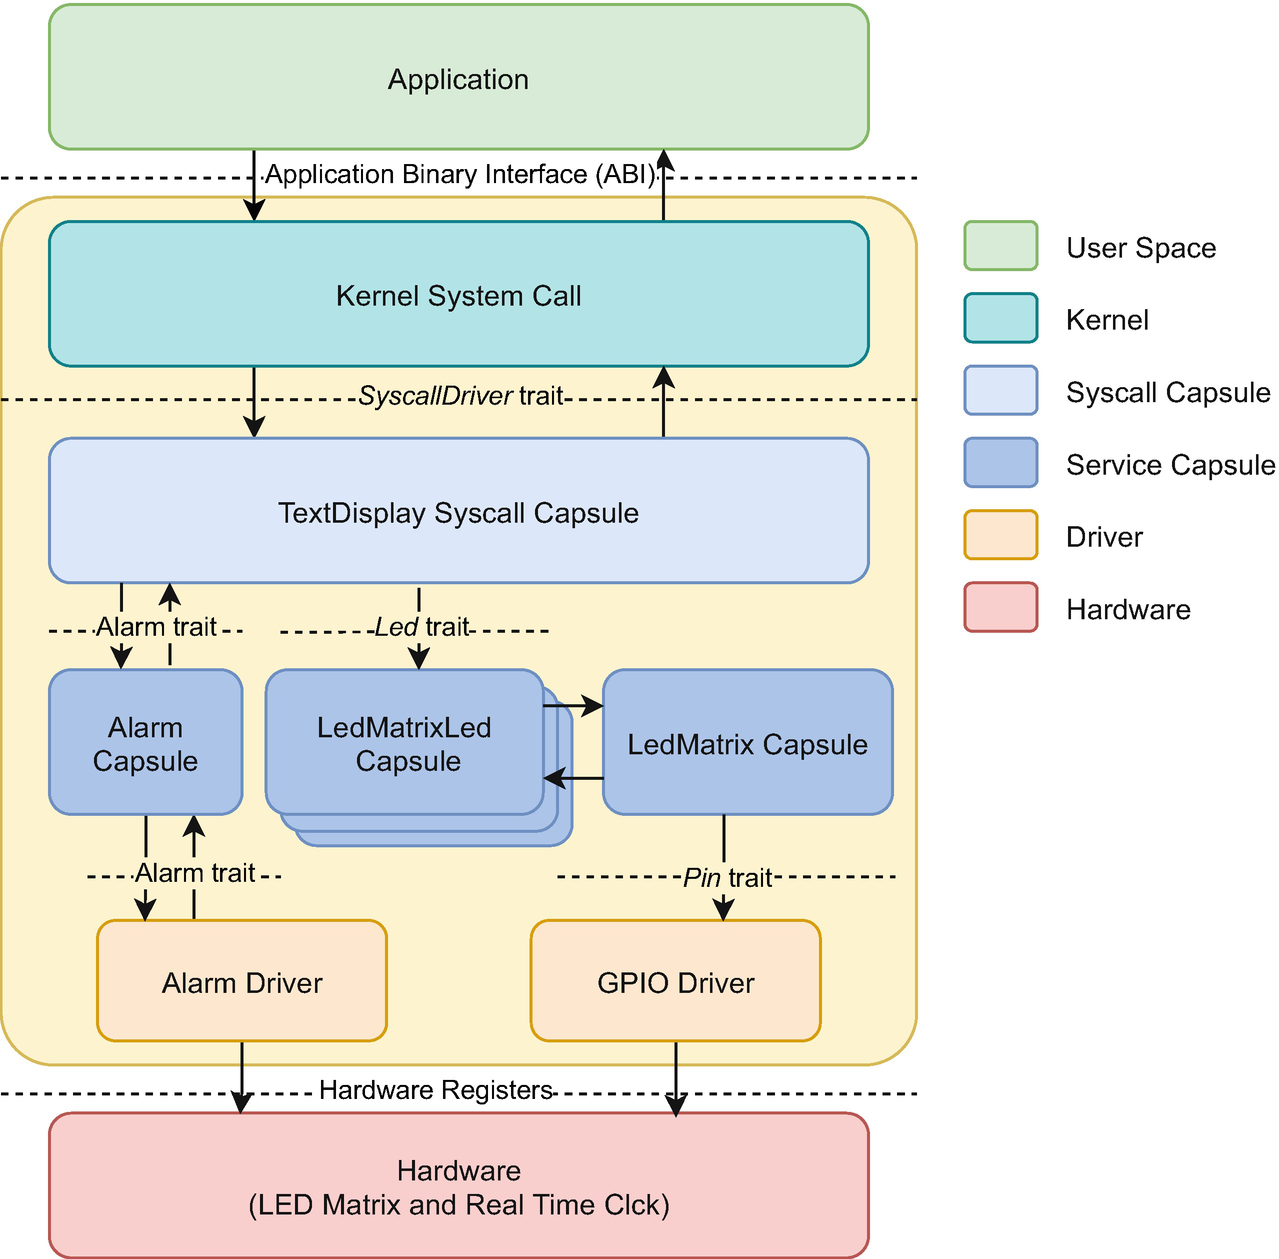 Application
Application Binary Interface (ABI)
Kernel System Call
SyscallDriver trait
TextDisplay Syscall Capsule
Alarm trait
Led trait
Alarm
Capsule
LedMatrixLed
Capsule
LedMatrix Capsule
Alarm trait
Pin trait
Alarm Driver
GPIO Driver
Hardware Registers
Hardware
(LED Matrix and Real Time Clck)
User Space
Kernel
Syscall Capsule
Service Capsule
Driver
Hardware